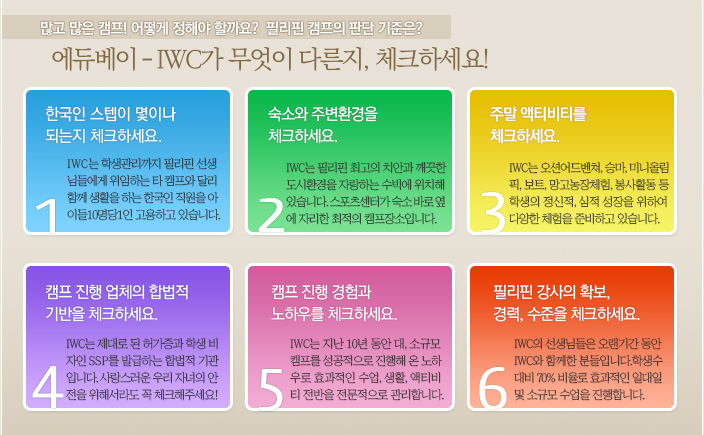 많고 많은 캠프! 어떻게 정해야 할까요? 필리핀 캠프의 판단 기준은?
에듀베이 - IWC가 무엇이 다른지, 체크하세요!
한국인 스텝이 몇이나
되는지 체크하세요.
IWC는 학생관리까지 필리핀 선생
님들에게 위임하는 타 캠프와 달리
함께 생활을 하는 한국인 직원을 아
이들10명당1인 고용하고 있습니다.
1
숙소와 주변환경을
체크하세요.
IWC는 필리핀 최고의 치안과 깨끗한
도시환경을 자랑하는 수빅에 위치해
있습니다. 스포츠센터가 숙소 바로 옆
에 자리한 최적의 캠프장소입니다.
2
주말 액티비티를
체크하세요.
IWC는 오션어드벤쳐, 승마, 미니올림
픽, 보트, 망고농장체험, 봉사활동 등
학생의 정신적, 심적 성장을 위하여
다양한 체험을 준비하고 있습니다.
3
캠프 진행 업체의 합법적
기반을 체크하세요.
IWC는 제대로 된 허가증과 학생 비
자인 SSP를 발급하는 합법적 기관
입니다. 사랑스러운 우리 자녀의 안
전을 위해서라도 꼭 체크해주세요!
4
캠프 진행 경험과
노하우를 체크하세요.
IWC는 지난 10년 동안 대, 소규모
캠프를 성공적으로 진행해 온 노하
우로 효과적인 수업, 생활, 액티비
티 전반을 전문적으로 관리합니다.
5
필리핀 강사의 확보,
경력, 수준을 체크하세요.
IWC의 선생님들은 오랜기간 동안
IWC와 함께한 분들입니다.학생수
대비 70% 비율로 효과적인 일대일
및 소규모 수업을 진행합니다.
6